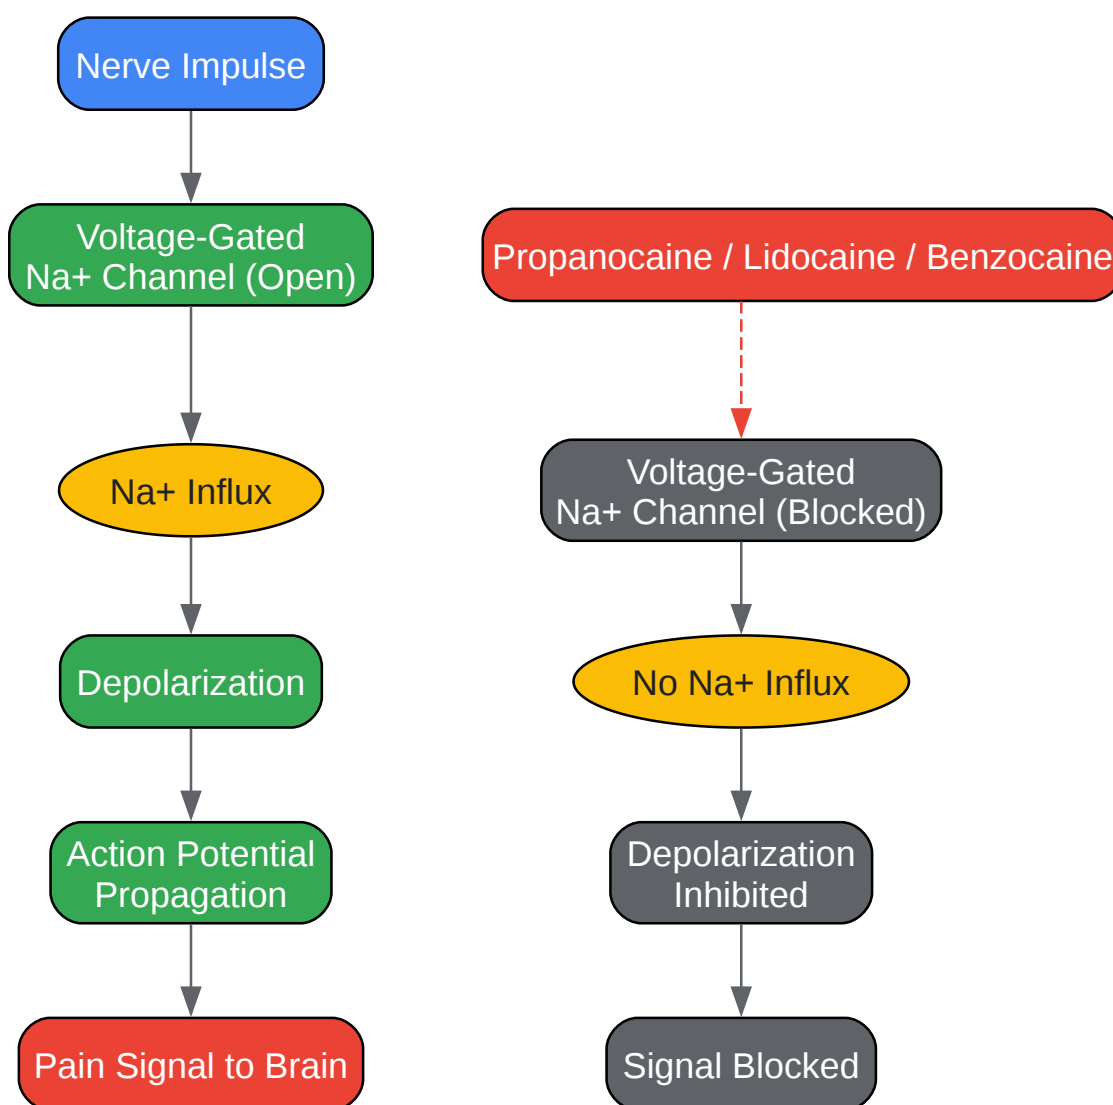 Nerve Impulse
Voltage-Gated
Na+ Channel (Open)
Na+ Influx
Depolarization
Action Potential
Propagation
Pain Signal to Brain
Propanocaine / Lidocaine / Benzocaine
Voltage-Gated
Na+ Channel (Blocked)
No Na+ Influx
Depolarization
Inhibited
Signal Blocked